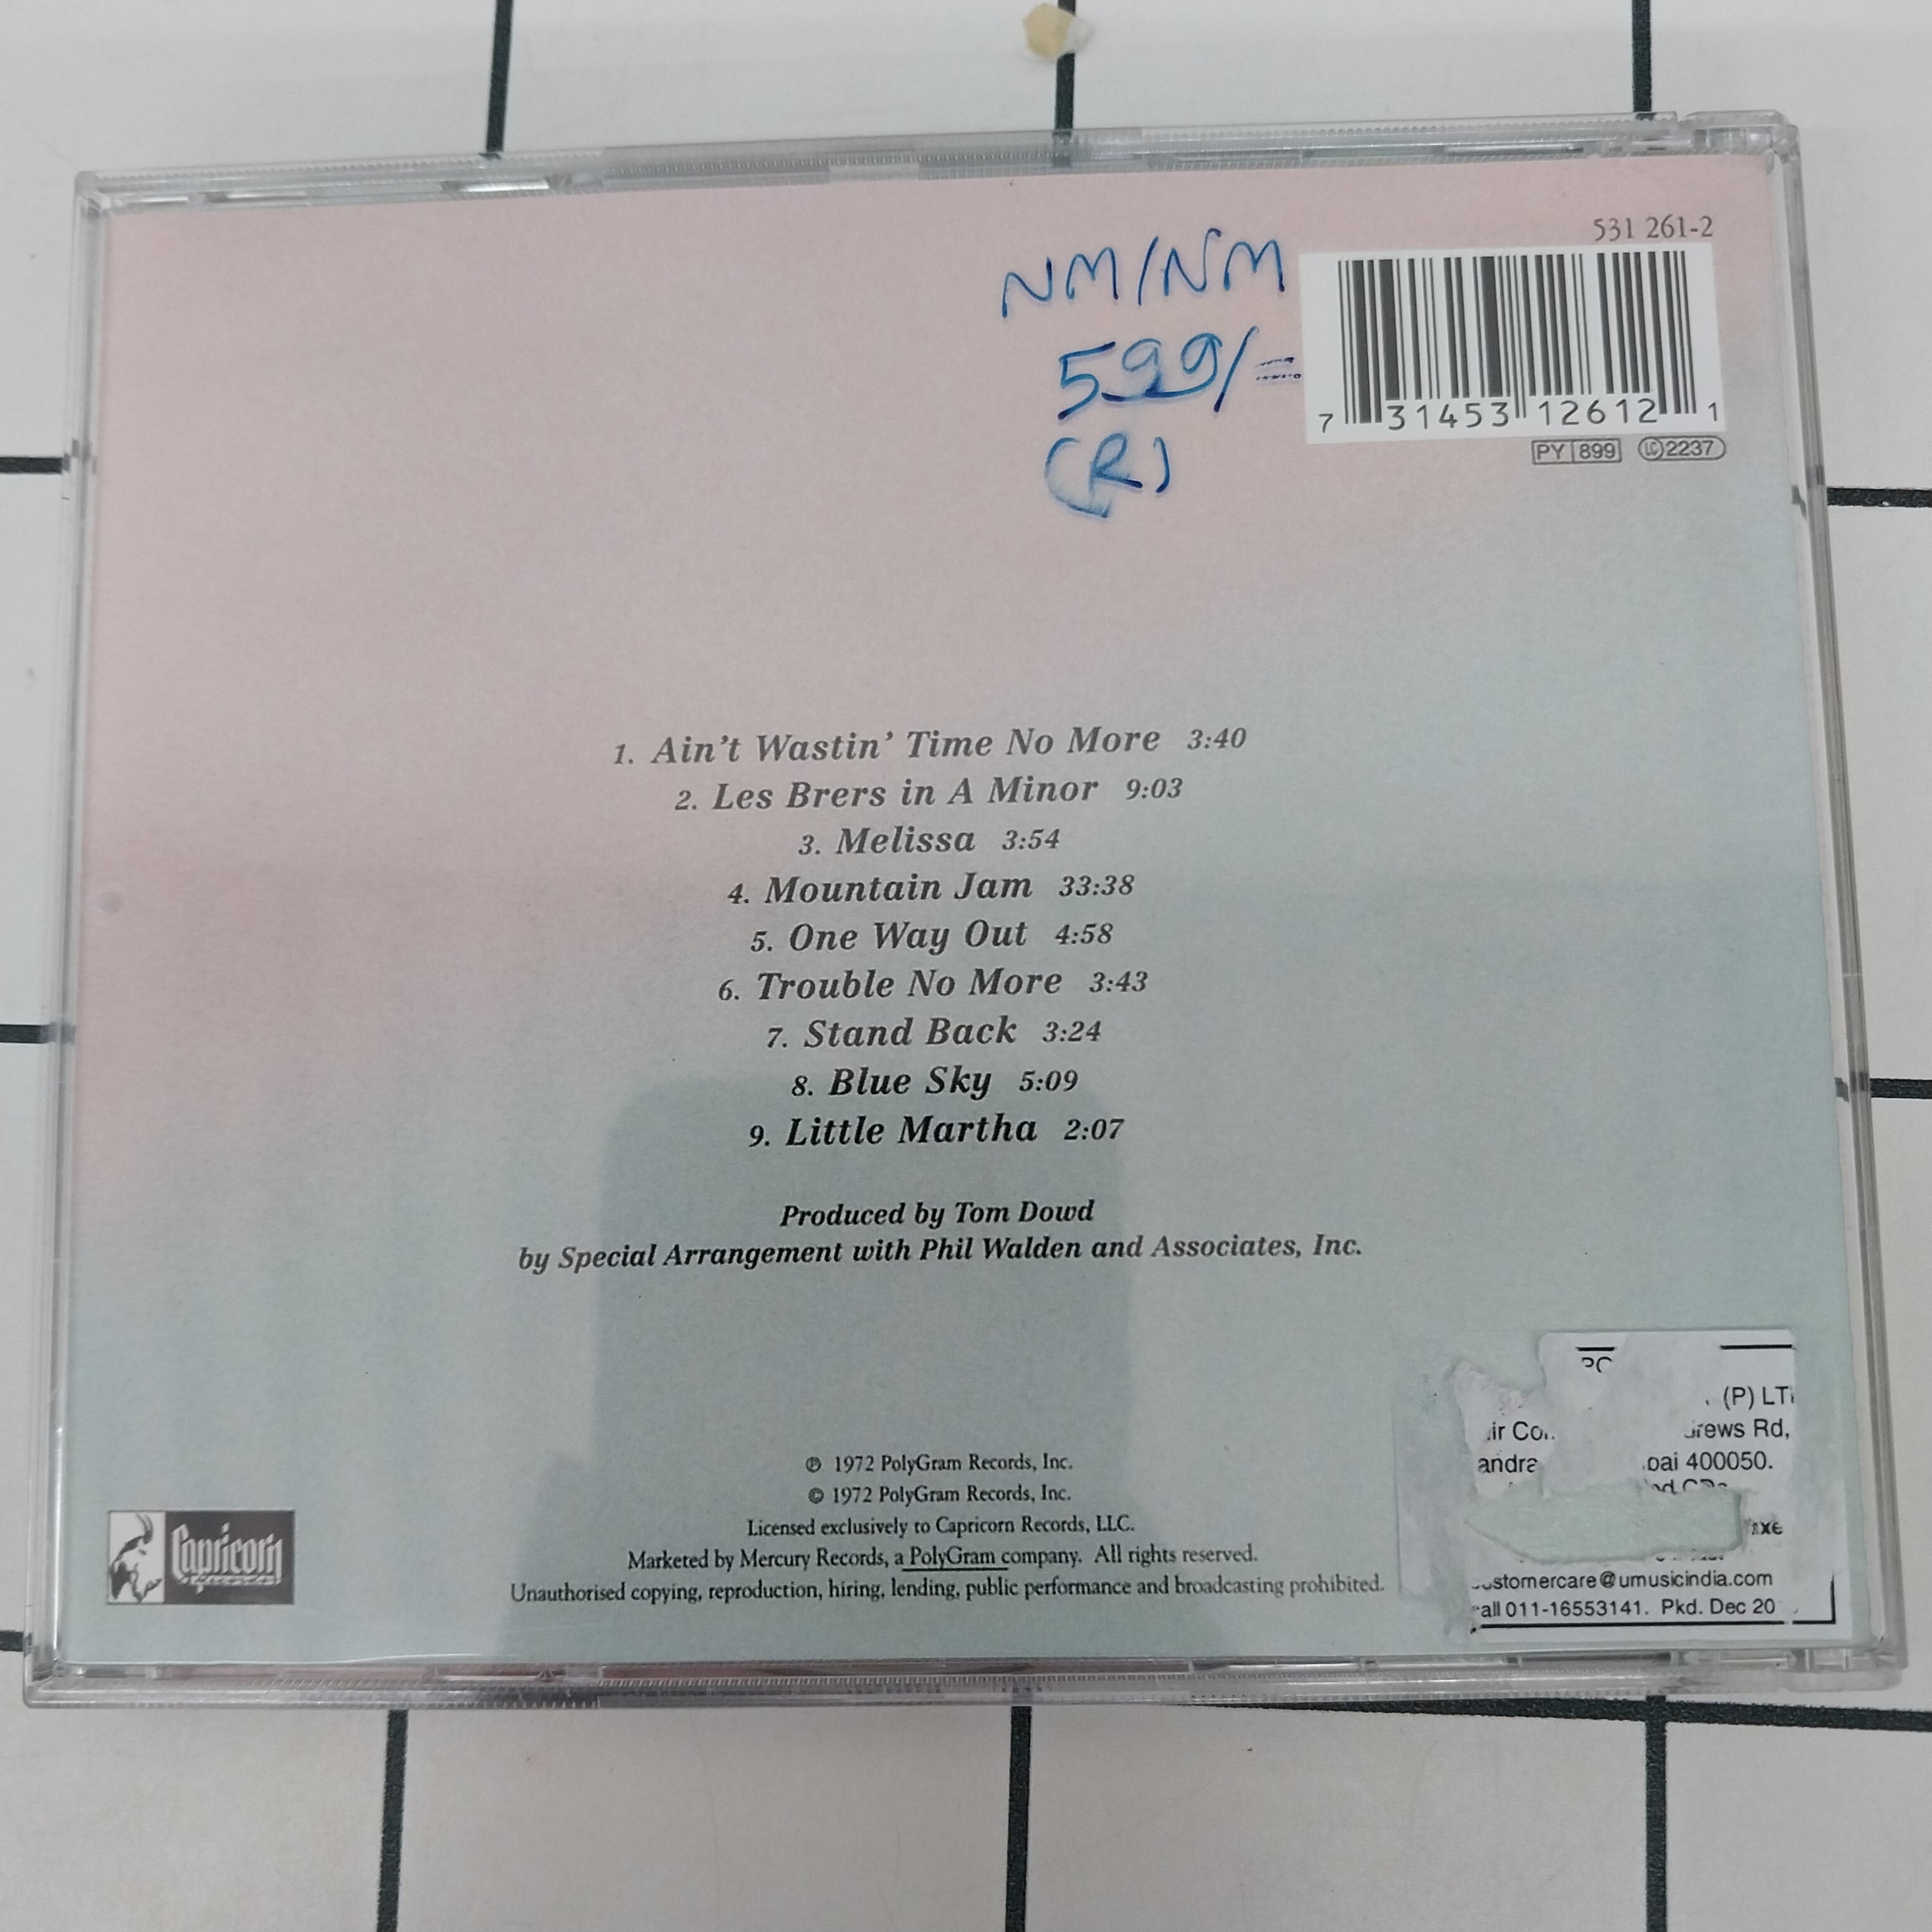 531 261-2
NM/NM
599/=
(R)
7 31453 12612 1
PY 899 LC 2237
1. Ain't Wastin' Time No More 3:40
2. Les Brers in A Minor 9:03
3. Melissa 3:54
4. Mountain Jam 33:38
5. One Way Out 4:58
6. Trouble No More 3:43
7. Stand Back 3:24
8. Blue Sky 5:09
9. Little Martha 2:07
Produced by Tom Dowd
by Special Arrangement with Phil Walden and Associates, Inc.
℗ 1972 PolyGram Records, Inc.
© 1972 PolyGram Records, Inc.
Licensed exclusively to Capricorn Records, LLC.
Marketed by Mercury Records, a PolyGram company. All rights reserved.
Unauthorised copying, reproduction, hiring, lending, public performance and broadcasting prohibited.
Capricorn
(P)
Rd,
400050.
@umusicindia.com
011-16553141. Pkd. Dec 20